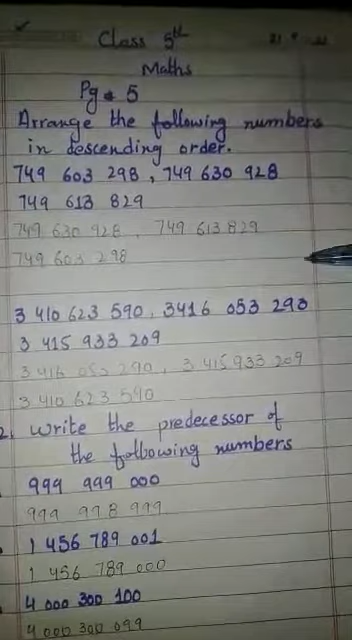 Class 5th
Maths
Pg 5
Arrange the following numbers
in descending order.
749 603 298, 749 630 928
749 613 829
749 630 928, 749 613 829
749 603 298
3 410 623 590, 3416 053 290
3 415 933 209
3 416 053 290, 3 415 933 209
3 410 623 590
2. Write the predecessor of
the following numbers
999 999 000
999 998 999
1 456 789 001
1 456 789 000
4 000 300 100
4 000 300 099